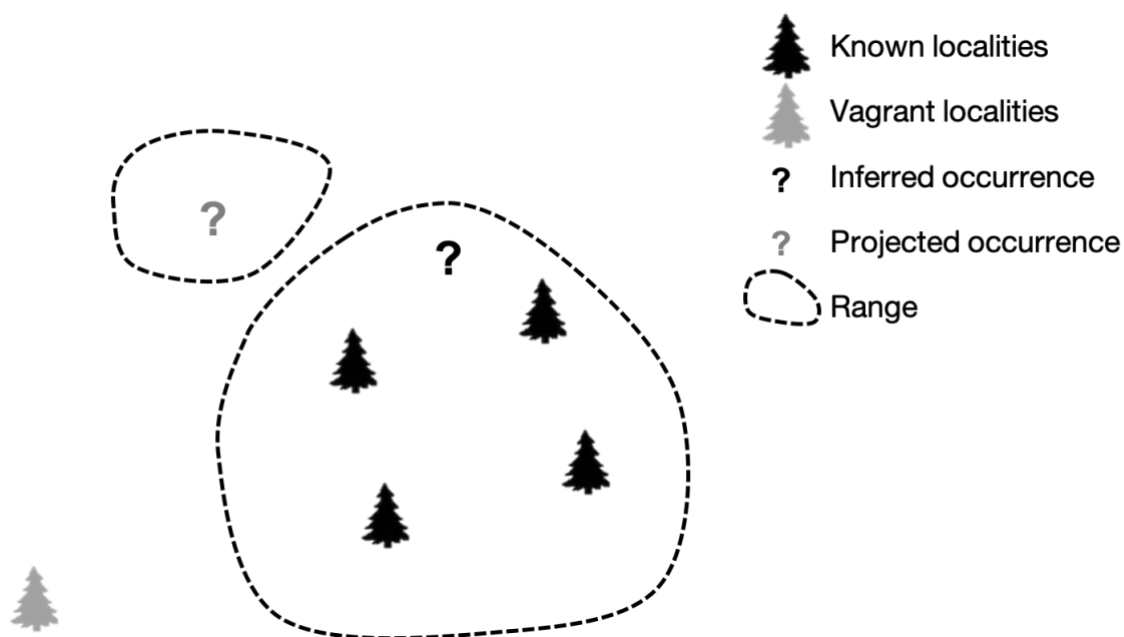 Known localities
Vagrant localities
? Inferred occurrence
? Projected occurrence
Range
?
?